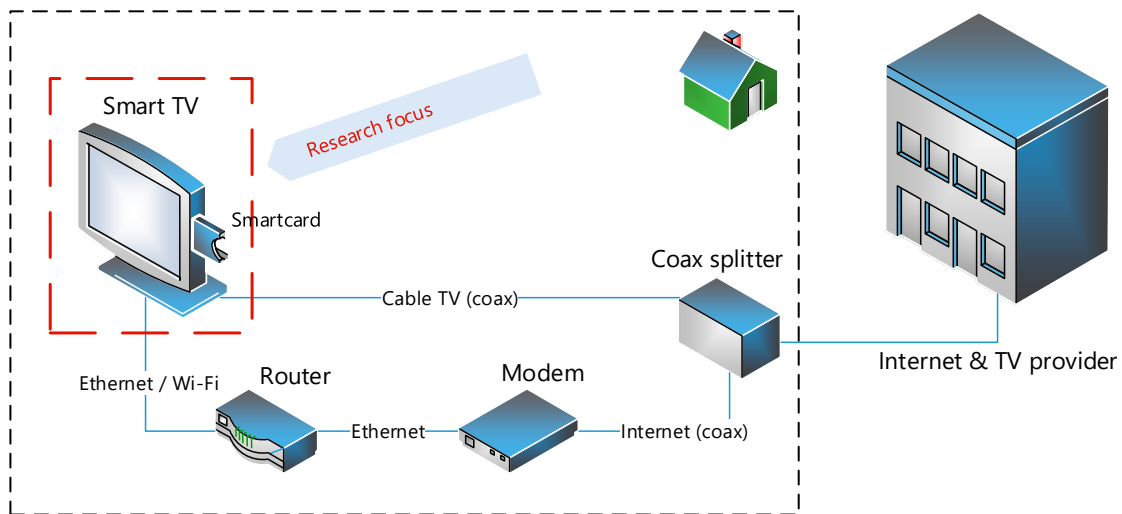 Smart TV
Research focus
Smartcard
Coax splitter
Cable TV (coax)
Internet & TV provider
Ethernet / Wi-Fi
Router
Modem
Ethernet
Internet (coax)